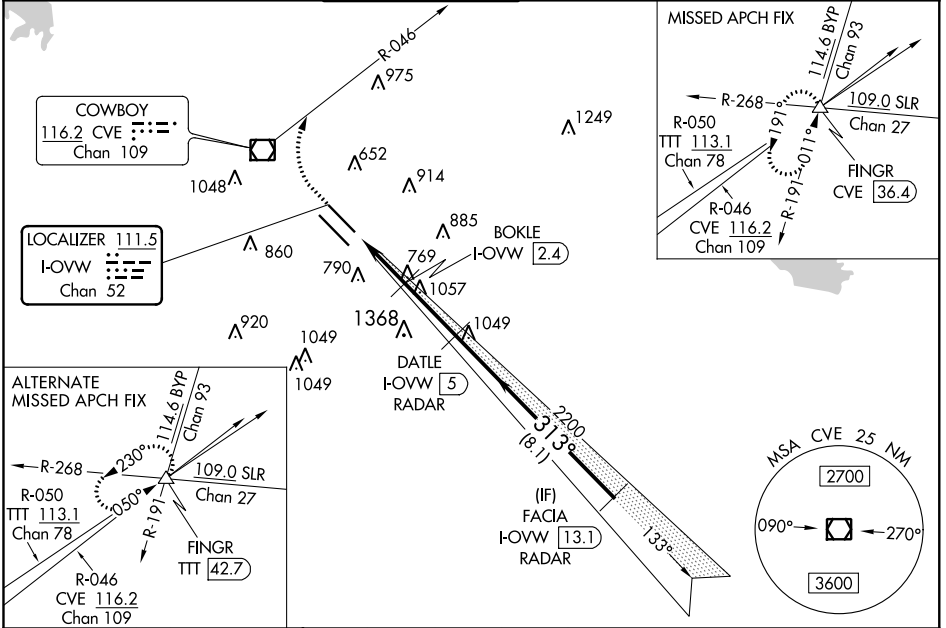 R-046
975
COWBOY
116.2 CVE
Chan 109
1249
1048
652
914
LOCALIZER 111.5
I-OVW
Chan 52
860
885
BOKLE
I-OVW 2.4
790
769
1057
1368
920
1049
1049
1049
DATLE
I-OVW 5
RADAR
2200
313°
(8.1)
(IF)
FACIA
I-OVW 13.1
RADAR
133°
MISSED APCH FIX
114.6 BYP
Chan 93
R-268
109.0 SLR
Chan 27
R-050
TTT 113.1
Chan 78
191°
R-191
011°
FINGR
CVE 36.4
R-046
CVE 116.2
Chan 109
ALTERNATE
MISSED APCH FIX
114.6 BYP
Chan 93
230°
R-268
109.0 SLR
Chan 27
R-050
TTT 113.1
Chan 78
050°
R-191
FINGR
TTT 42.7
R-046
CVE 116.2
Chan 109
MSA CVE 25 NM
2700
090°
270°
3600